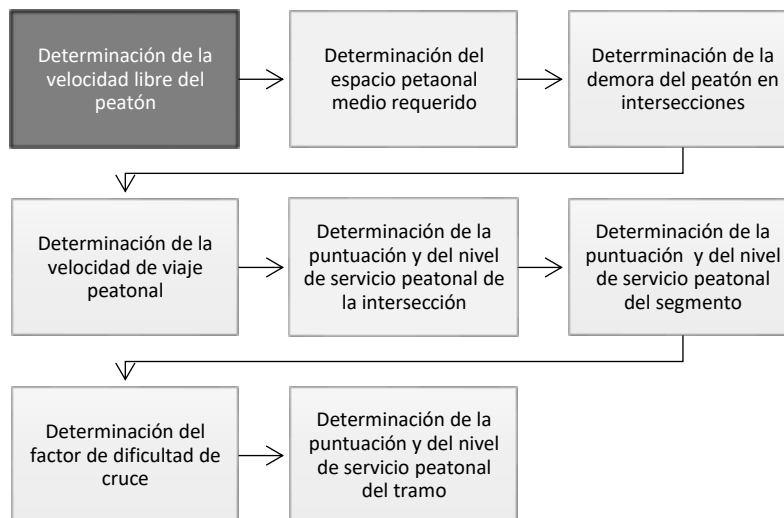 Determinación de la
velocidad libre del
peatón
Determinación del
espacio petaonal
medio requerido
Deterrminación de la
demora del peatón en
intersecciones
Determinación de la
velocidad de viaje
peatonal
Determinación de la
puntuación y del nivel
de servicio peatonal de
la intersección
Determinación de la
puntuación y del nivel
de servicio peatonal
del segmento
Determinación del
factor de dificultad de
cruce
Determinación de la
puntuación y del nivel
de servicio peatonal
del tramo